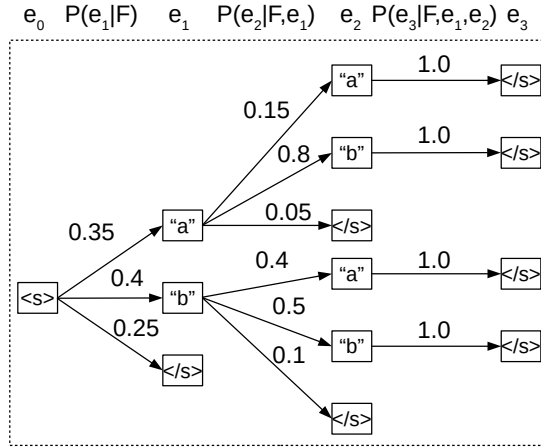 e₀ P(e₁|F) e₁ P(e₂|F,e₁) e₂ P(e₃|F,e₁,e₂) e₃
“a” 1.0 </s>
0.15
“b” 1.0 </s>
0.8
0.35 “a” 0.05 </s>
<s> 0.4 “b” 0.4 “a” 1.0 </s>
0.25 0.5
“b” 1.0 </s>
</s> 0.1
</s>